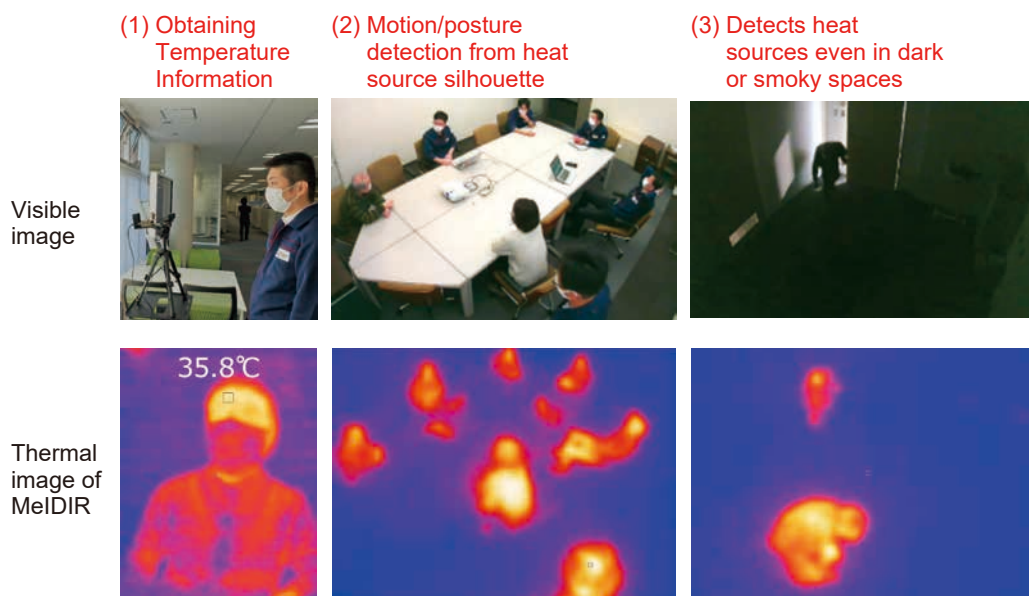 (1) Obtaining
Temperature
Information
(2) Motion/posture
detection from heat
source silhouette
(3) Detects heat
sources even in dark
or smoky spaces
Visible
image
35.8℃
Thermal
image of
MelDIR